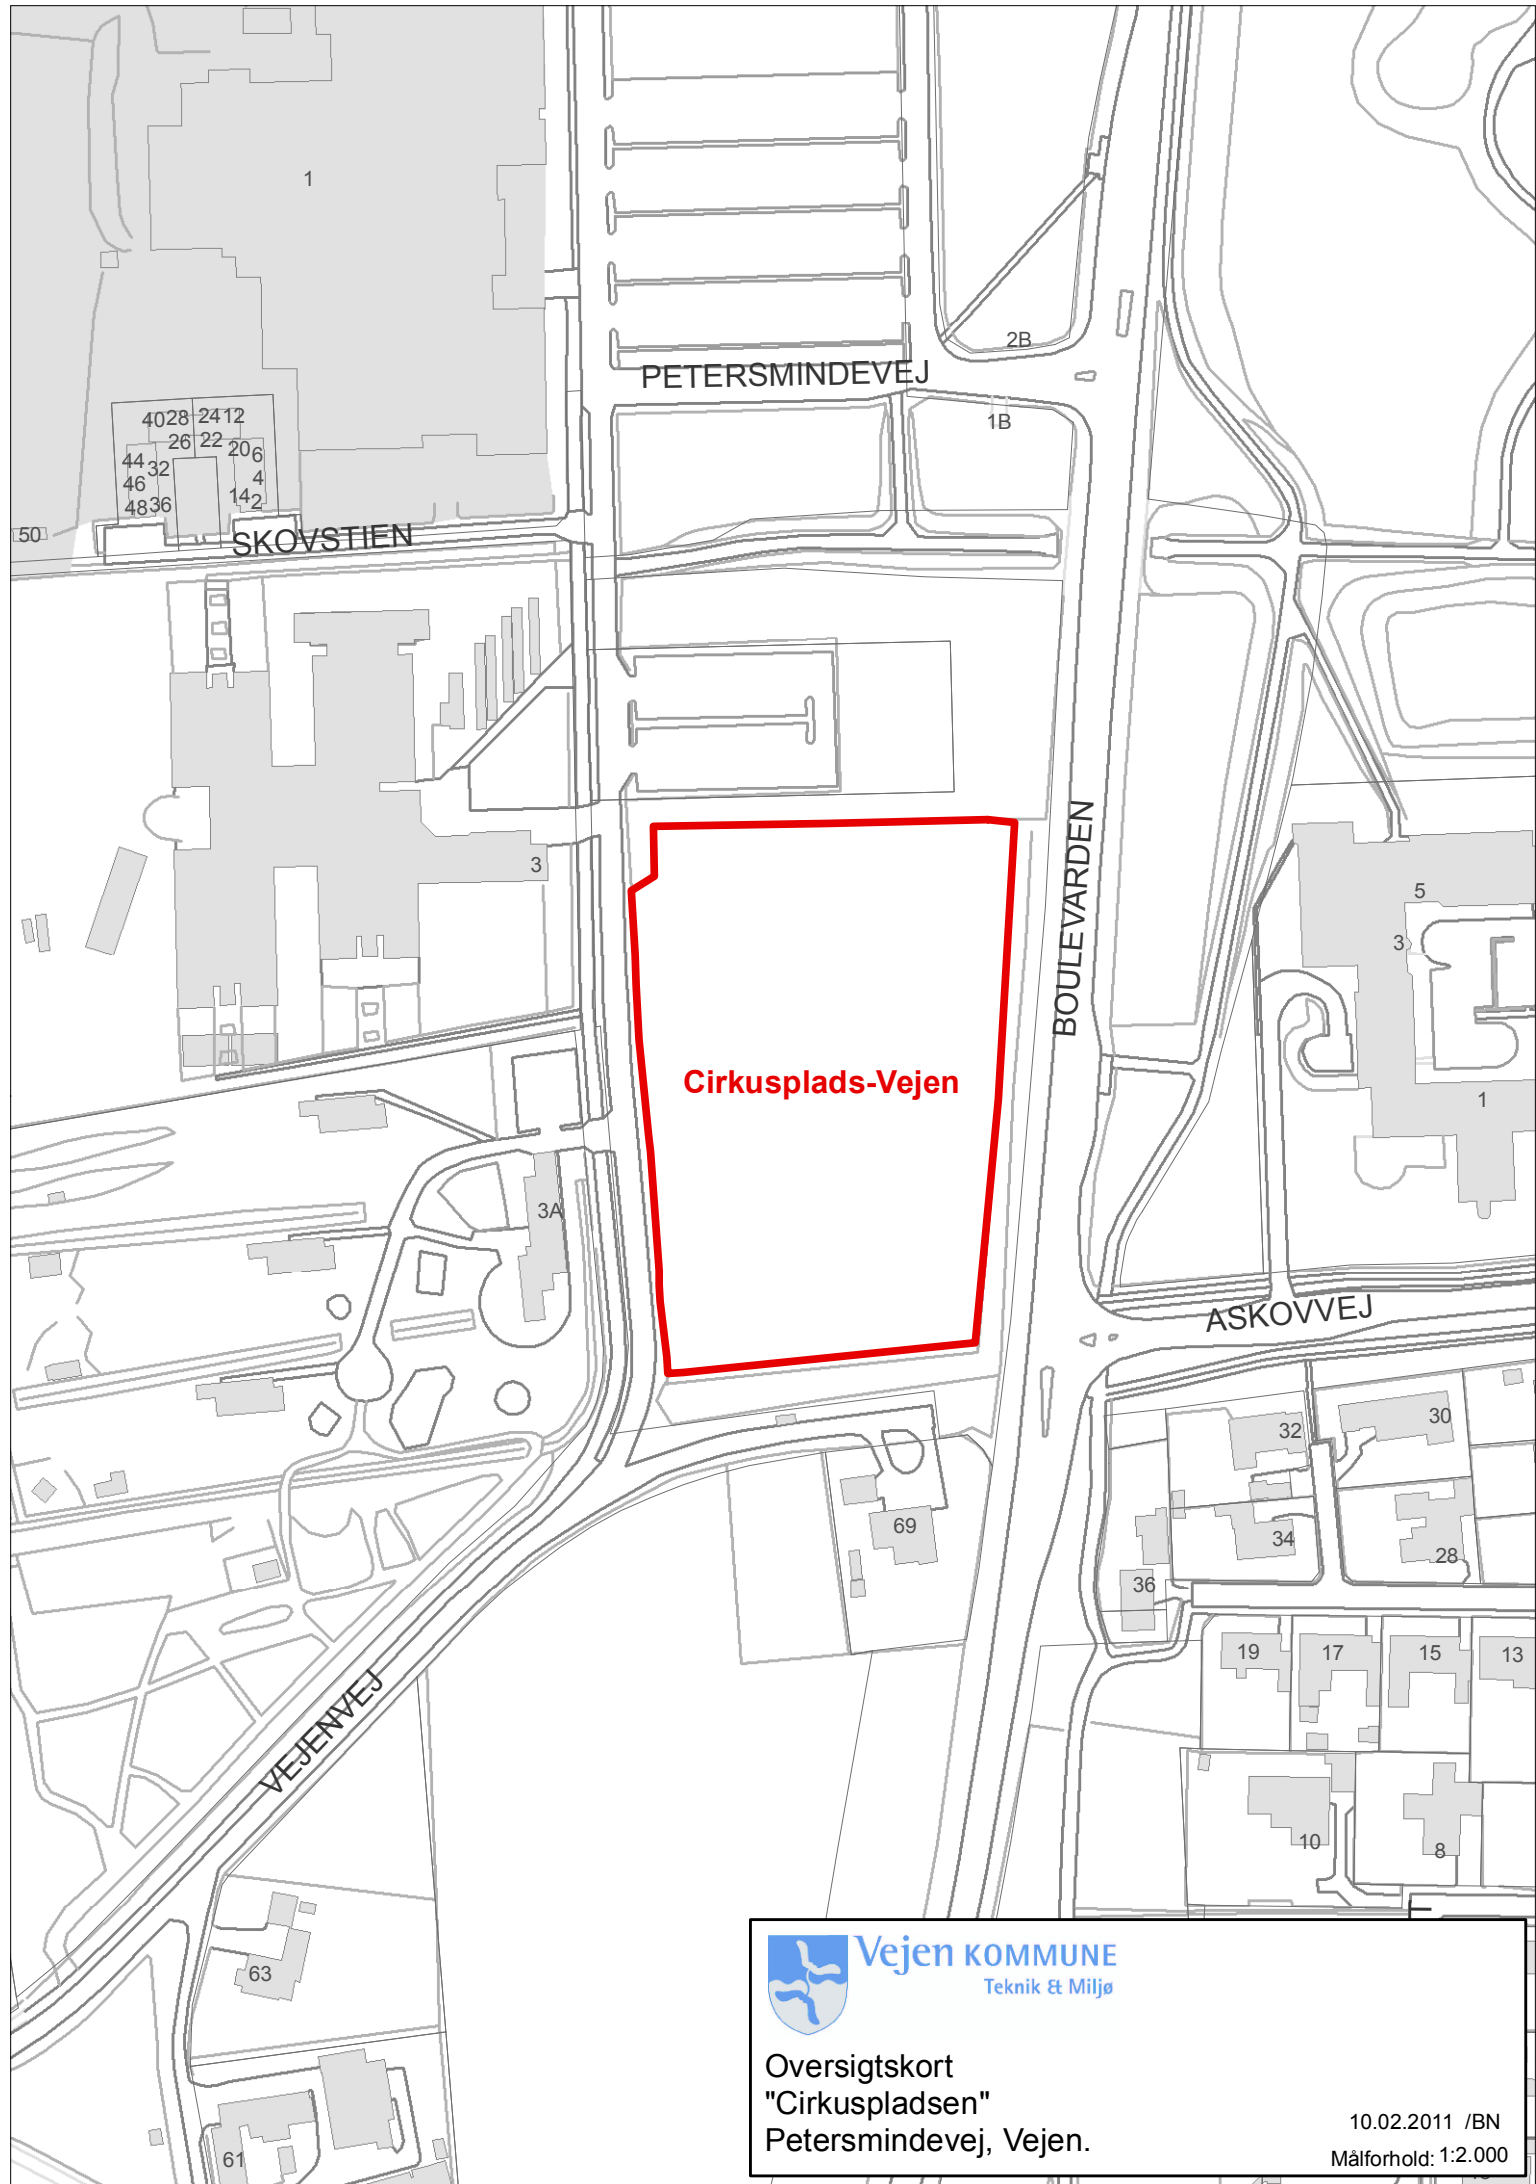 1
2B
PETERSMINDEVEJ
1B
40 28 24 12
26 22 20 6
44 32 4
46
48 36 14 2
50
SKOVSTIEN
3
BOULEVARDEN
5
3
Cirkusplads-Vejen
1
3A
ASKOVVEJ
32
30
69
34
28
36
19
17
15
13
VEJENVEJ
10
8
63
61
Vejen KOMMUNE
Teknik & Miljø
Oversigtskort
"Cirkuspladsen"
Petersmindevej, Vejen.
10.02.2011 /BN
Målforhold: 1:2.000